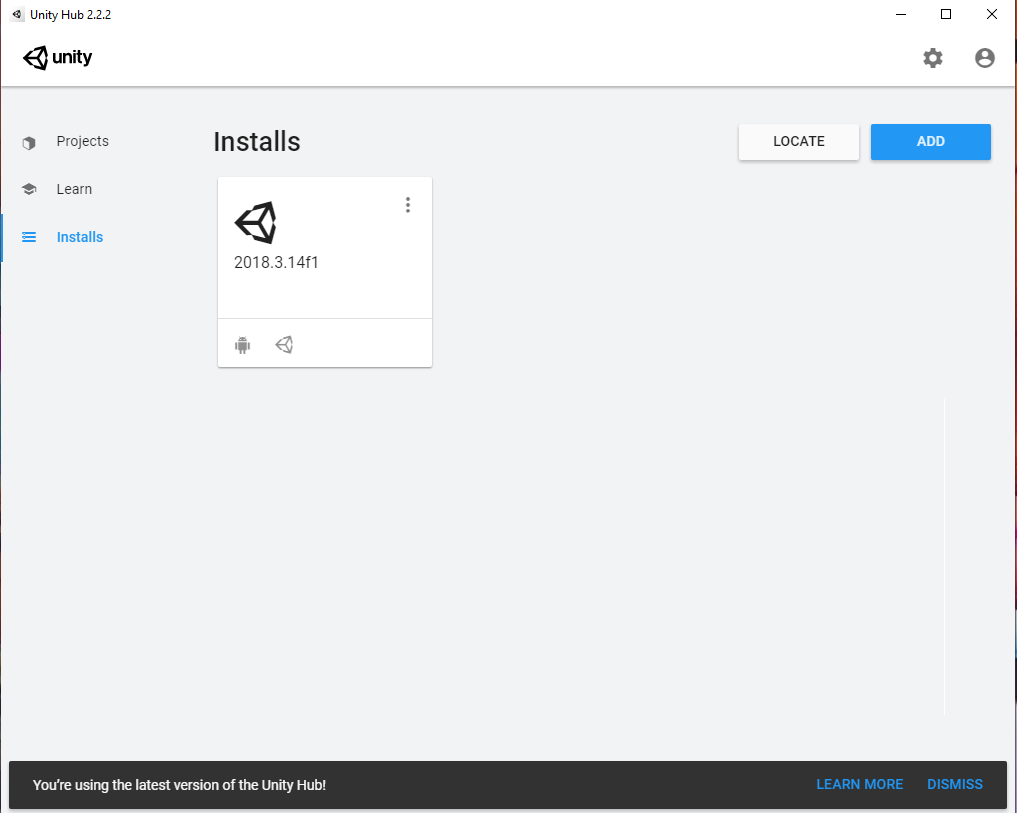 Unity Hub 2.2.2
unity
Projects
Learn
Installs
Installs
LOCATE
ADD
2018.3.14f1
You're using the latest version of the Unity Hub!
LEARN MORE
DISMISS